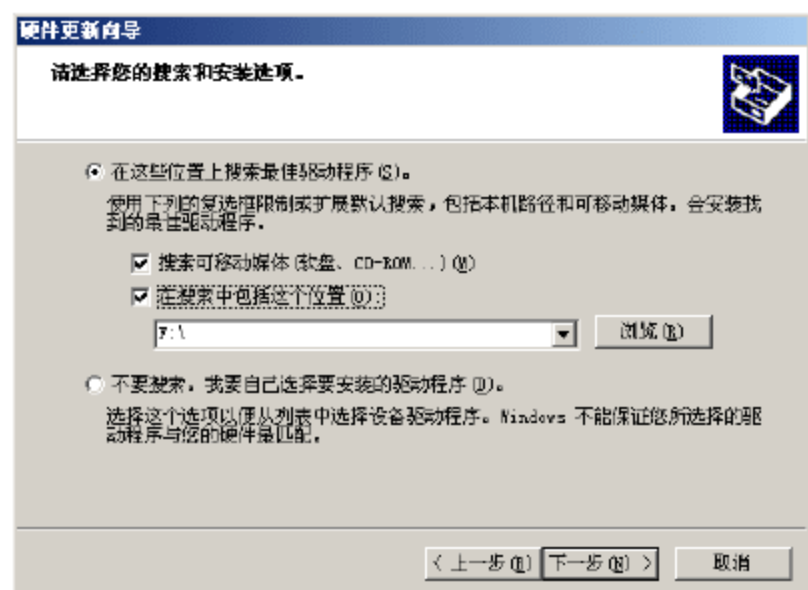 硬件更新向导
请选择您的搜索和安装选项。
在这些位置上搜索最佳驱动程序(S)。
使用下列的复选框限制或扩展默认搜索，包括本机路径和可移动媒体。会安装找
到的最佳驱动程序。
搜索可移动媒体(软盘、CD-ROM...)(M)
在搜索中包括这个位置(O):
F:\
浏览(R)
不要搜索。我要自己选择要安装的驱动程序(D)。
选择这个选项以便从列表中选择设备驱动程序。Windows 不能保证您所选择的驱
动程序与您的硬件最匹配。
< 上一步(B) 下一步(N) > 取消